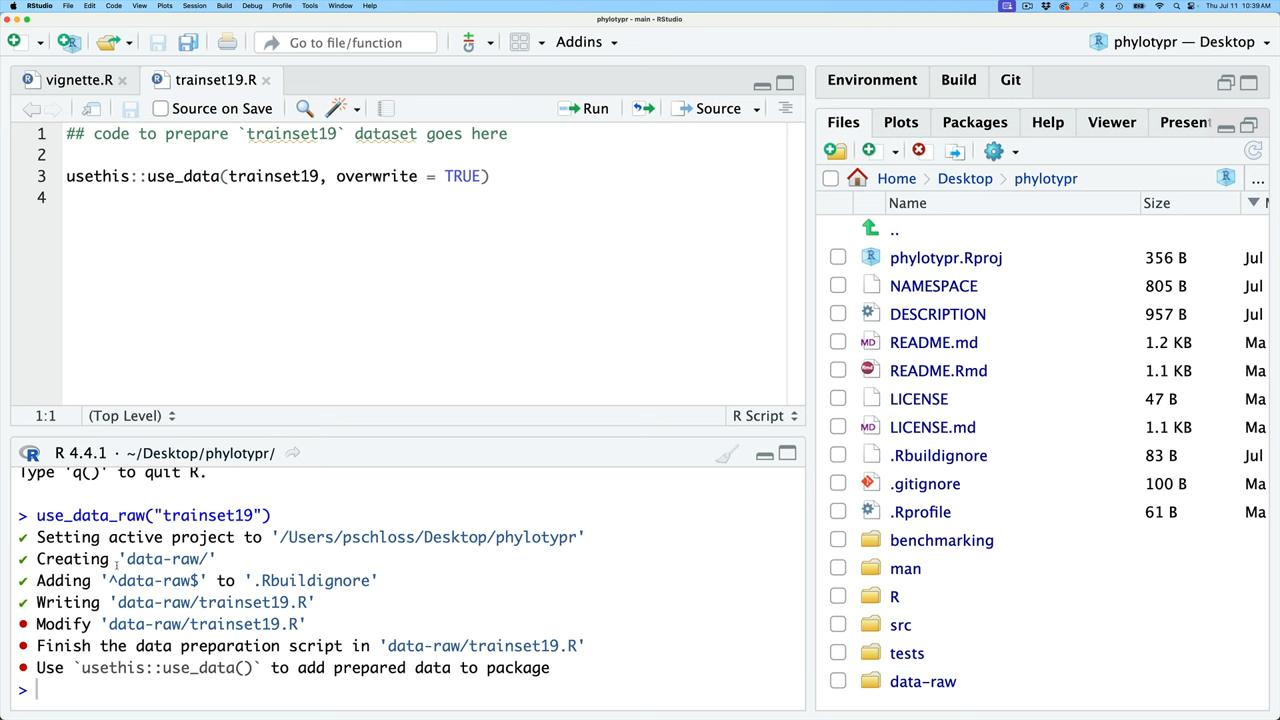 RStudio File Edit Code View Plots Session Build Debug Profile Tools Window Help Thu Jul 11 10:39 AM
phylotypr - main - RStudio
Go to file/function Addins phylotypr — Desktop
vignette.R trainset19.R
Source on Save Run Source
1 ## code to prepare `trainset19` dataset goes here
2
3 usethis::use_data(trainset19, overwrite = TRUE)
4
1:1 (Top Level) R Script
R 4.4.1 · ~/Desktop/phylotypr/
Type 'q()' to quit R.
> use_data_raw("trainset19")
✔ Setting active project to '/Users/pschloss/Desktop/phylotypr'
✔ Creating 'data-raw/'
✔ Adding '^data-raw$' to '.Rbuildignore'
✔ Writing 'data-raw/trainset19.R'
● Modify 'data-raw/trainset19.R'
● Finish the data preparation script in 'data-raw/trainset19.R'
● Use `usethis::use_data()` to add prepared data to package
>
Environment Build Git
Files Plots Packages Help Viewer Present
Home Desktop phylotypr ...
Name Size
..
phylotypr.Rproj 356 B Jul
NAMESPACE 805 B Jul
DESCRIPTION 957 B Jul
README.md 1.2 KB Ma
README.Rmd 1.1 KB Ma
LICENSE 47 B Ma
LICENSE.md 1.1 KB Ma
.Rbuildignore 83 B Jul
.gitignore 100 B Ma
.Rprofile 61 B Ma
benchmarking
man
R
src
tests
data-raw